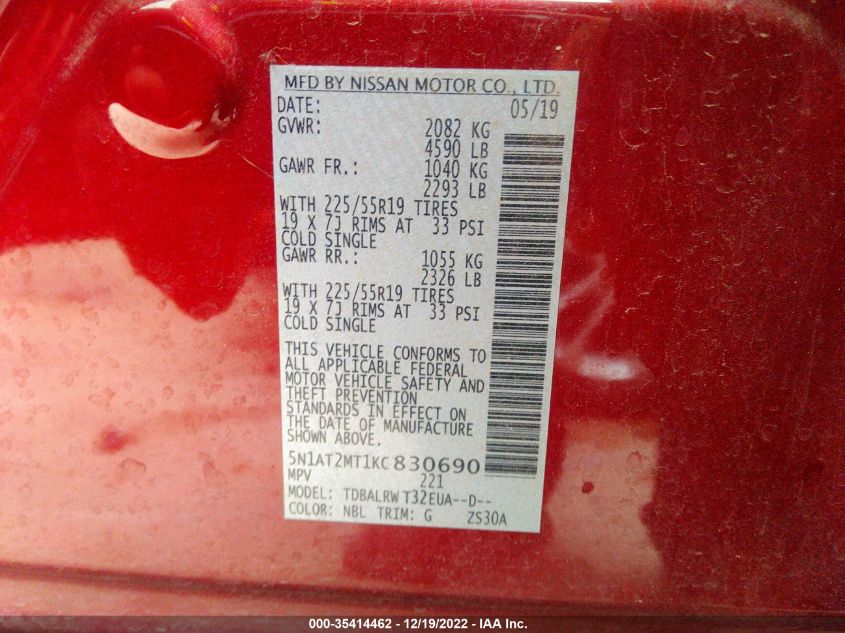 MFD BY NISSAN MOTOR CO., LTD.
DATE: 05/19
GVWR: 2082 KG
4590 LB
GAWR FR.: 1040 KG
2293 LB
WITH 225/55R19 TIRES
19 X 7J RIMS AT 33 PSI
COLD SINGLE
GAWR RR.: 1055 KG
2326 LB
WITH 225/55R19 TIRES
19 X 7J RIMS AT 33 PSI
COLD SINGLE
THIS VEHICLE CONFORMS TO
ALL APPLICABLE FEDERAL
MOTOR VEHICLE SAFETY AND
THEFT PREVENTION
STANDARDS IN EFFECT ON
THE DATE OF MANUFACTURE
SHOWN ABOVE.
5N1AT2MT1KC830690
MPV 221
MODEL: TDBALRW T32EUA--D--
COLOR: NBL TRIM: G ZS30A
000-35414462 - 12/19/2022 - IAA Inc.